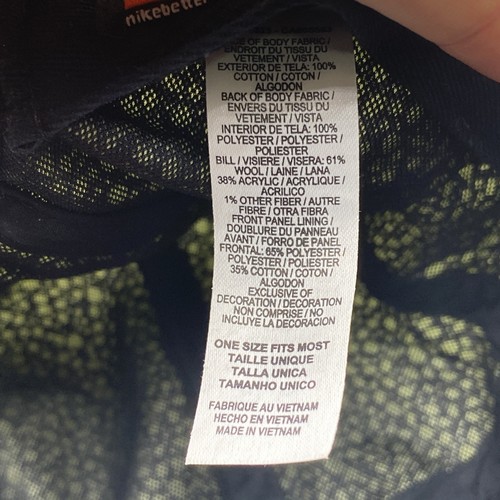 nikebetter
OF BODY FABRIC /
ENDROIT DU TISSU DU
VETEMENT / VISTA
EXTERIOR DE TELA: 100%
COTTON / COTON /
ALGODON
BACK OF BODY FABRIC /
ENVERS DU TISSU DU
VETEMENT / VISTA
INTERIOR DE TELA: 100%
POLYESTER / POLYESTER /
POLIESTER
BILL / VISIERE / VISERA: 61%
WOOL / LAINE / LANA
38% ACRYLIC / ACRYLIQUE /
ACRILICO
1% OTHER FIBER / AUTRE
FIBRE / OTRA FIBRA
FRONT PANEL LINING /
DOUBLURE DU PANNEAU
AVANT / FORRO DE PANEL
FRONTAL: 65% POLYESTER /
POLYESTER / POLIESTER
35% COTTON / COTON /
ALGODON
EXCLUSIVE OF
DECORATION / DECORATION
NON COMPRISE / NO
INCLUYE LA DECORACION
ONE SIZE FITS MOST
TAILLE UNIQUE
TALLA UNICA
TAMANHO UNICO
FABRIQUE AU VIETNAM
HECHO EN VIETNAM
MADE IN VIETNAM